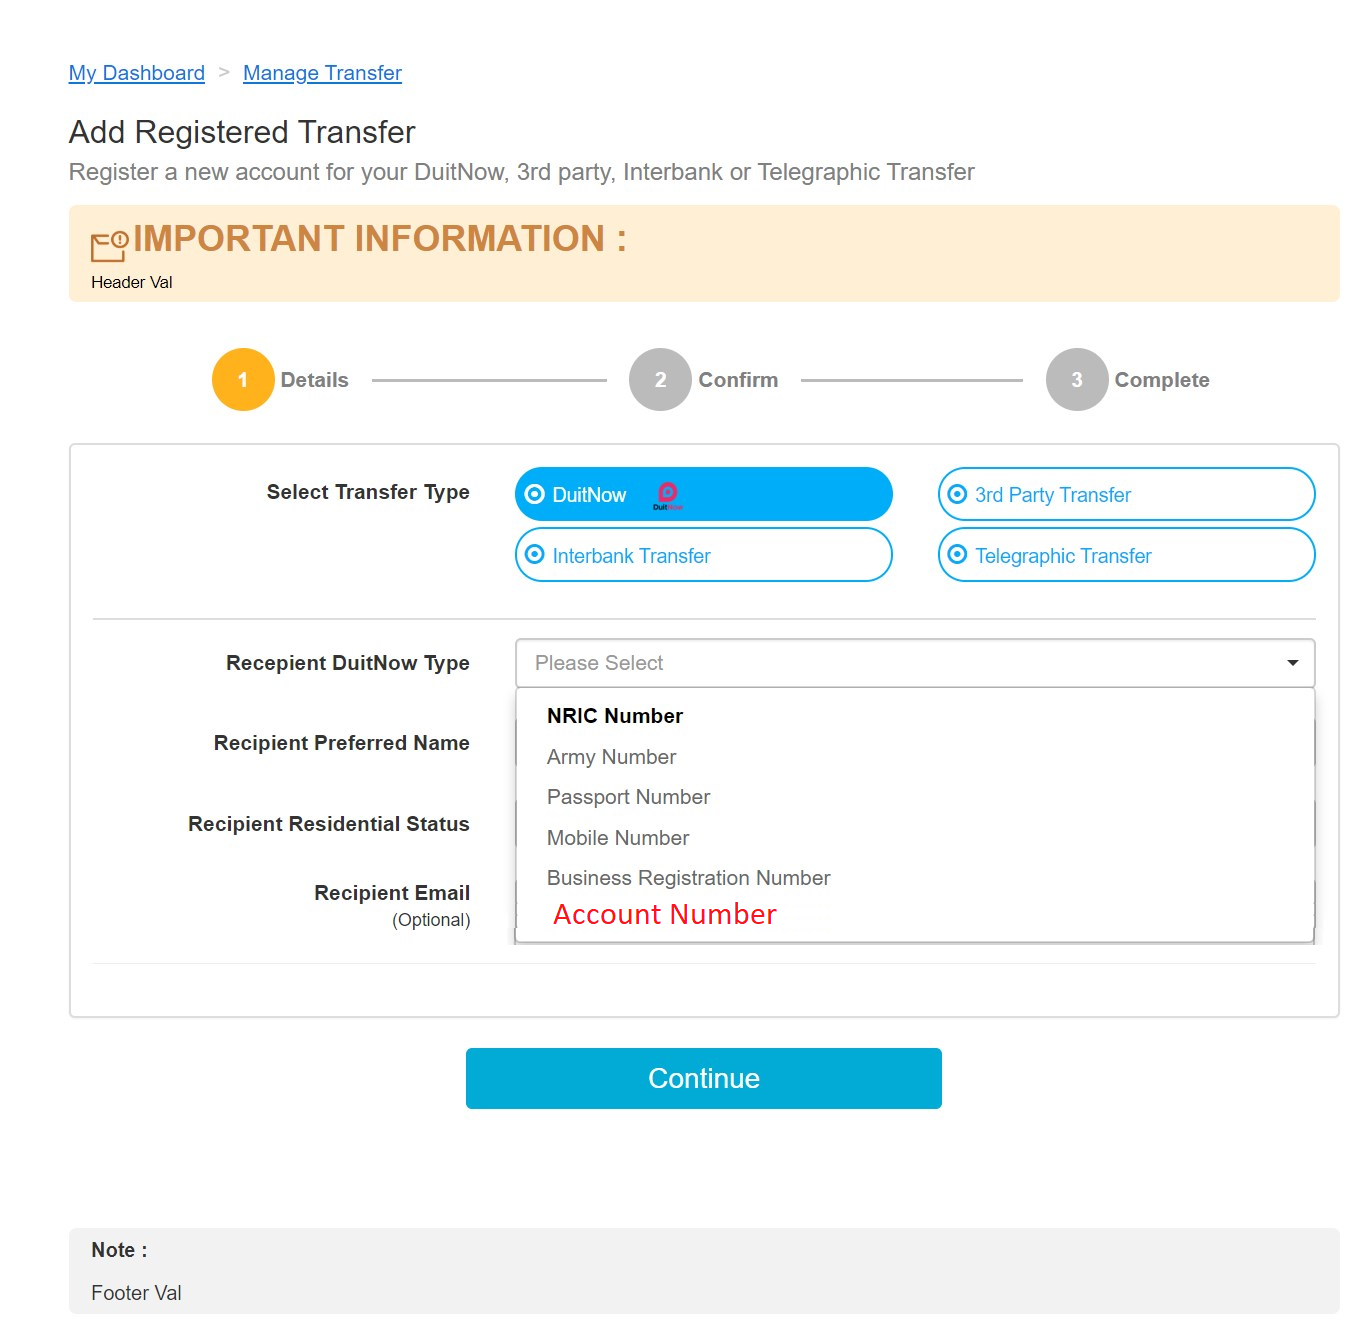 My Dashboard > Manage Transfer
Add Registered Transfer
Register a new account for your DuitNow, 3rd party, Interbank or Telegraphic Transfer
IMPORTANT INFORMATION :
Header Val
1 Details 2 Confirm 3 Complete
Select Transfer Type
DuitNow
DuitNow
3rd Party Transfer
Interbank Transfer
Telegraphic Transfer
Recepient DuitNow Type
Please Select
NRIC Number
Recipient Preferred Name
Army Number
Passport Number
Recipient Residential Status
Mobile Number
Business Registration Number
Recipient Email
(Optional)
Account Number
Continue
Note :
Footer Val